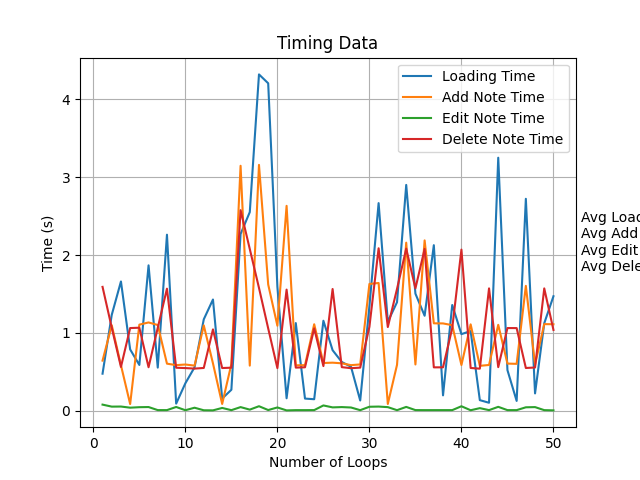 Timing Data
Loading Time
Add Note Time
Edit Note Time
Delete Note Time
Time (s)
4
3
2
1
0
0
10
20
30
40
50
Number of Loops
Avg Load
Avg Add
Avg Edit
Avg Dele